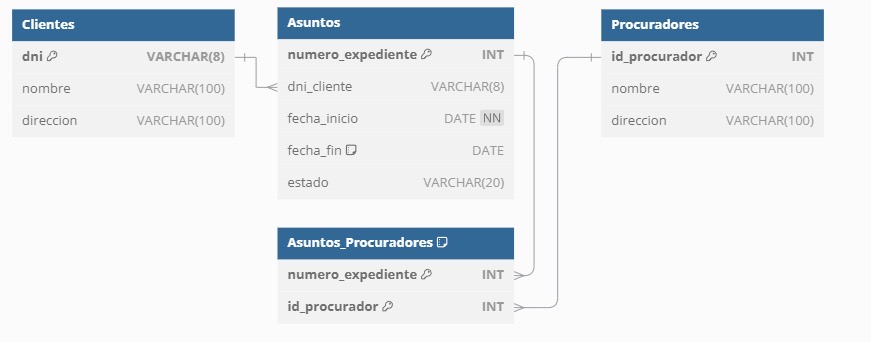 Clientes
dni VARCHAR(8)
nombre VARCHAR(100)
direccion VARCHAR(100)
Asuntos
numero_expediente INT
dni_cliente VARCHAR(8)
fecha_inicio DATE NN
fecha_fin DATE
estado VARCHAR(20)
Procuradores
id_procurador INT
nombre VARCHAR(100)
direccion VARCHAR(100)
Asuntos_Procuradores
numero_expediente INT
id_procurador INT